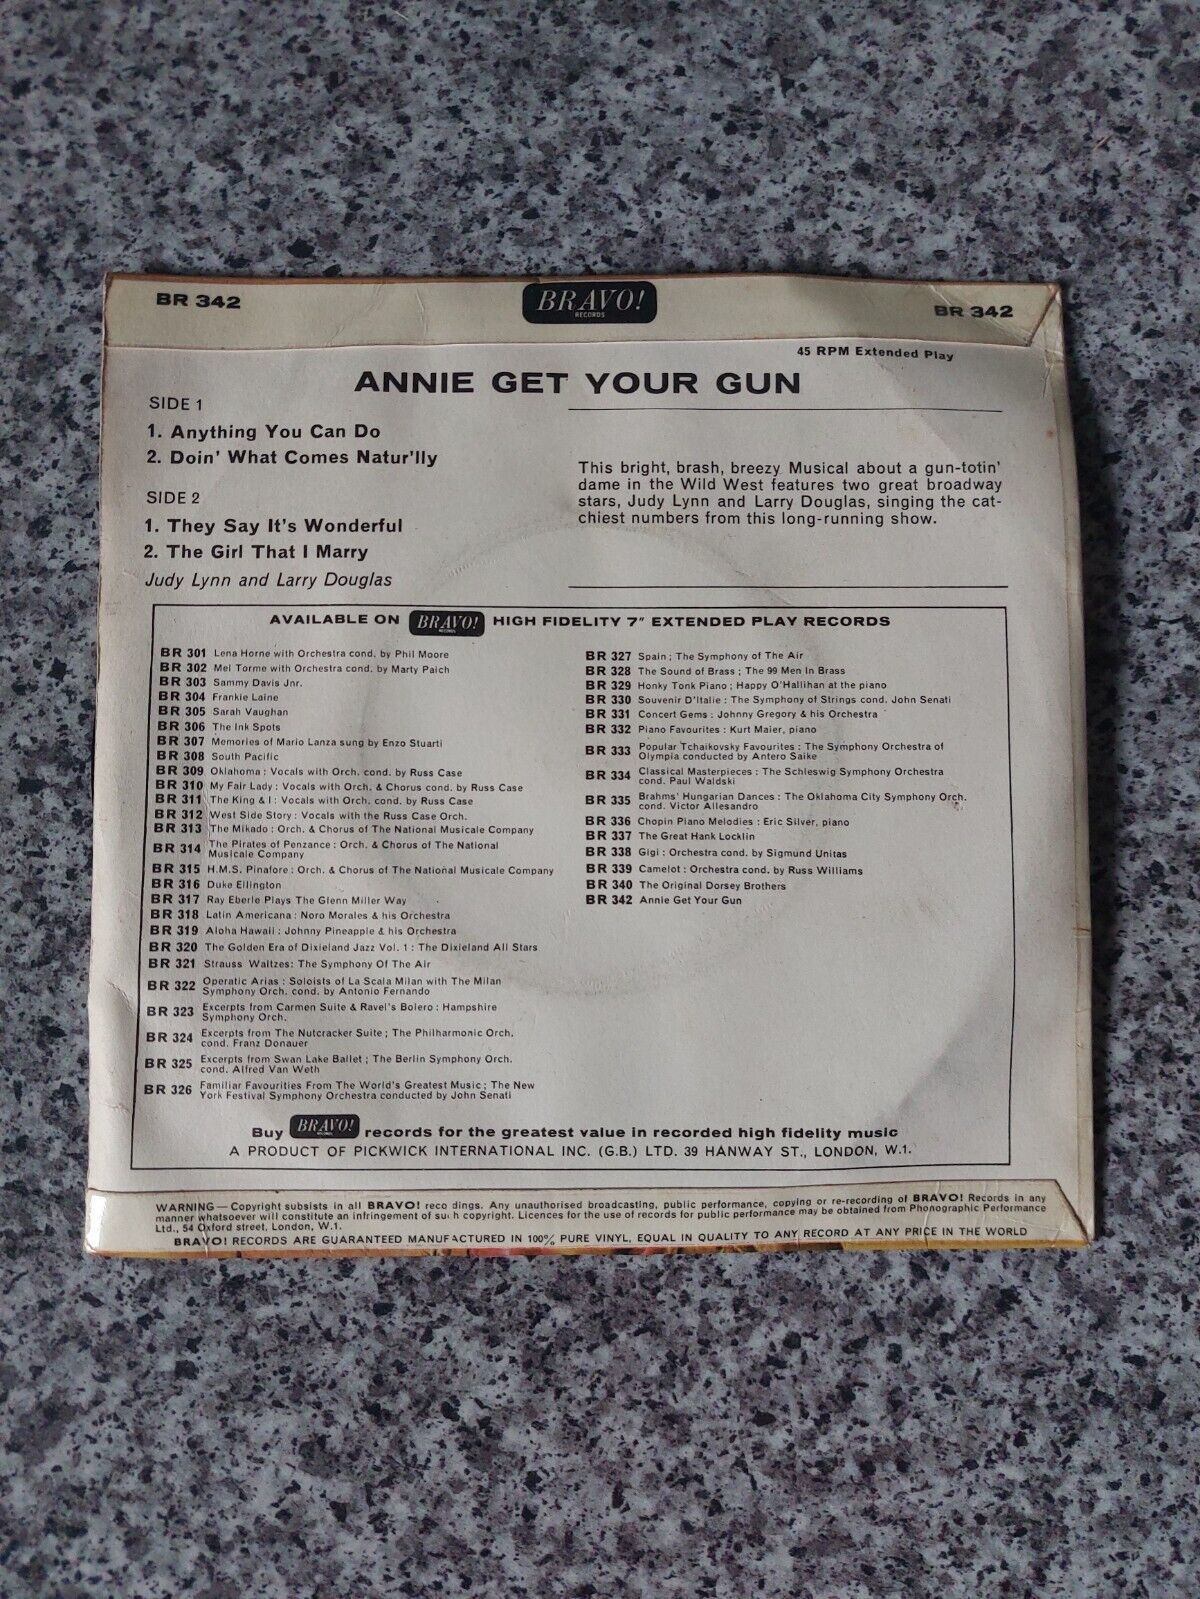 BR 342
BRAVO!
RECORDS
BR 342
45 RPM Extended Play
ANNIE GET YOUR GUN
SIDE 1
1. Anything You Can Do
2. Doin' What Comes Natur'lly
SIDE 2
1. They Say It's Wonderful
2. The Girl That I Marry
Judy Lynn and Larry Douglas
This bright, brash, breezy Musical about a gun-totin'
dame in the Wild West features two great broadway
stars, Judy Lynn and Larry Douglas, singing the cat-
chiest numbers from this long-running show.
AVAILABLE ON BRAVO! RECORDS HIGH FIDELITY 7" EXTENDED PLAY RECORDS
BR 301 Lena Horne with Orchestra cond. by Phil Moore
BR 302 Mel Torme with Orchestra cond. by Marty Paich
BR 303 Sammy Davis Jnr.
BR 304 Frankie Laine
BR 305 Sarah Vaughan
BR 306 The Ink Spots
BR 307 Memories of Mario Lanza sung by Enzo Stuarti
BR 308 South Pacific
BR 309 Oklahoma : Vocals with Orch. cond. by Russ Case
BR 310 My Fair Lady : Vocals with Orch. & Chorus cond. by Russ Case
BR 311 The King & I : Vocals with Orch. cond. by Russ Case
BR 312 West Side Story : Vocals with the Russ Case Orch.
BR 313 The Mikado : Orch. & Chorus of The National Musicale Company
BR 314 The Pirates of Penzance : Orch. & Chorus of The National
Musicale Company
BR 315 H.M.S. Pinafore : Orch. & Chorus of The National Musicale Company
BR 316 Duke Ellington
BR 317 Ray Eberle Plays The Glenn Miller Way
BR 318 Latin Americana : Noro Morales & his Orchestra
BR 319 Aloha Hawaii : Johnny Pineapple & his Orchestra
BR 320 The Golden Era of Dixieland Jazz Vol. 1 : The Dixieland All Stars
BR 321 Strauss Waltzes: The Symphony Of The Air
BR 322 Operatic Arias : Soloists of La Scala Milan with The Milan
Symphony Orch. cond. by Antonio Fernando
BR 323 Excerpts from Carmen Suite & Ravel's Bolero : Hampshire
Symphony Orch.
BR 324 Excerpts from The Nutcracker Suite ; The Philharmonic Orch.
cond. Franz Donauer
BR 325 Excerpts from Swan Lake Ballet ; The Berlin Symphony Orch.
cond. Alfred Van Weth
BR 326 Familiar Favourities From The World's Greatest Music ; The New
York Festival Symphony Orchestra conducted by John Senati
BR 327 Spain ; The Symphony of The Air
BR 328 The Sound of Brass ; The 99 Men In Brass
BR 329 Honky Tonk Piano ; Happy O'Hallihan at the piano
BR 330 Souvenir D'Italie : The Symphony of Strings cond. John Senati
BR 331 Concert Gems : Johnny Gregory & his Orchestra
BR 332 Piano Favourites : Kurt Maier, piano
BR 333 Popular Tchaikovsky Favourites : The Symphony Orchestra of
Olympia conducted by Antero Saike
BR 334 Classical Masterpieces : The Schleswig Symphony Orchestra
cond. Paul Waldski
BR 335 Brahms' Hungarian Dances : The Oklahoma City Symphony Orch.
cond. Victor Allesandro
BR 336 Chopin Piano Melodies : Eric Silver, piano
BR 337 The Great Hank Locklin
BR 338 Gigi : Orchestra cond. by Sigmund Unitas
BR 339 Camelot : Orchestra cond. by Russ Williams
BR 340 The Original Dorsey Brothers
BR 342 Annie Get Your Gun
Buy BRAVO! RECORDS records for the greatest value in recorded high fidelity music
A PRODUCT OF PICKWICK INTERNATIONAL INC. (G.B.) LTD. 39 HANWAY ST., LONDON, W.1.
WARNING — Copyright subsists in all BRAVO! recordings. Any unauthorised broadcasting, public performance, copying or re-recording of BRAVO! Records in any
manner whatsoever will constitute an infringement of such copyright. Licences for the use of records for public performance may be obtained from Phonographic Performance
Ltd., 54 Oxford street, London, W.1.
BRAVO! RECORDS ARE GUARANTEED MANUFACTURED IN 100% PURE VINYL, EQUAL IN QUALITY TO ANY RECORD AT ANY PRICE IN THE WORLD